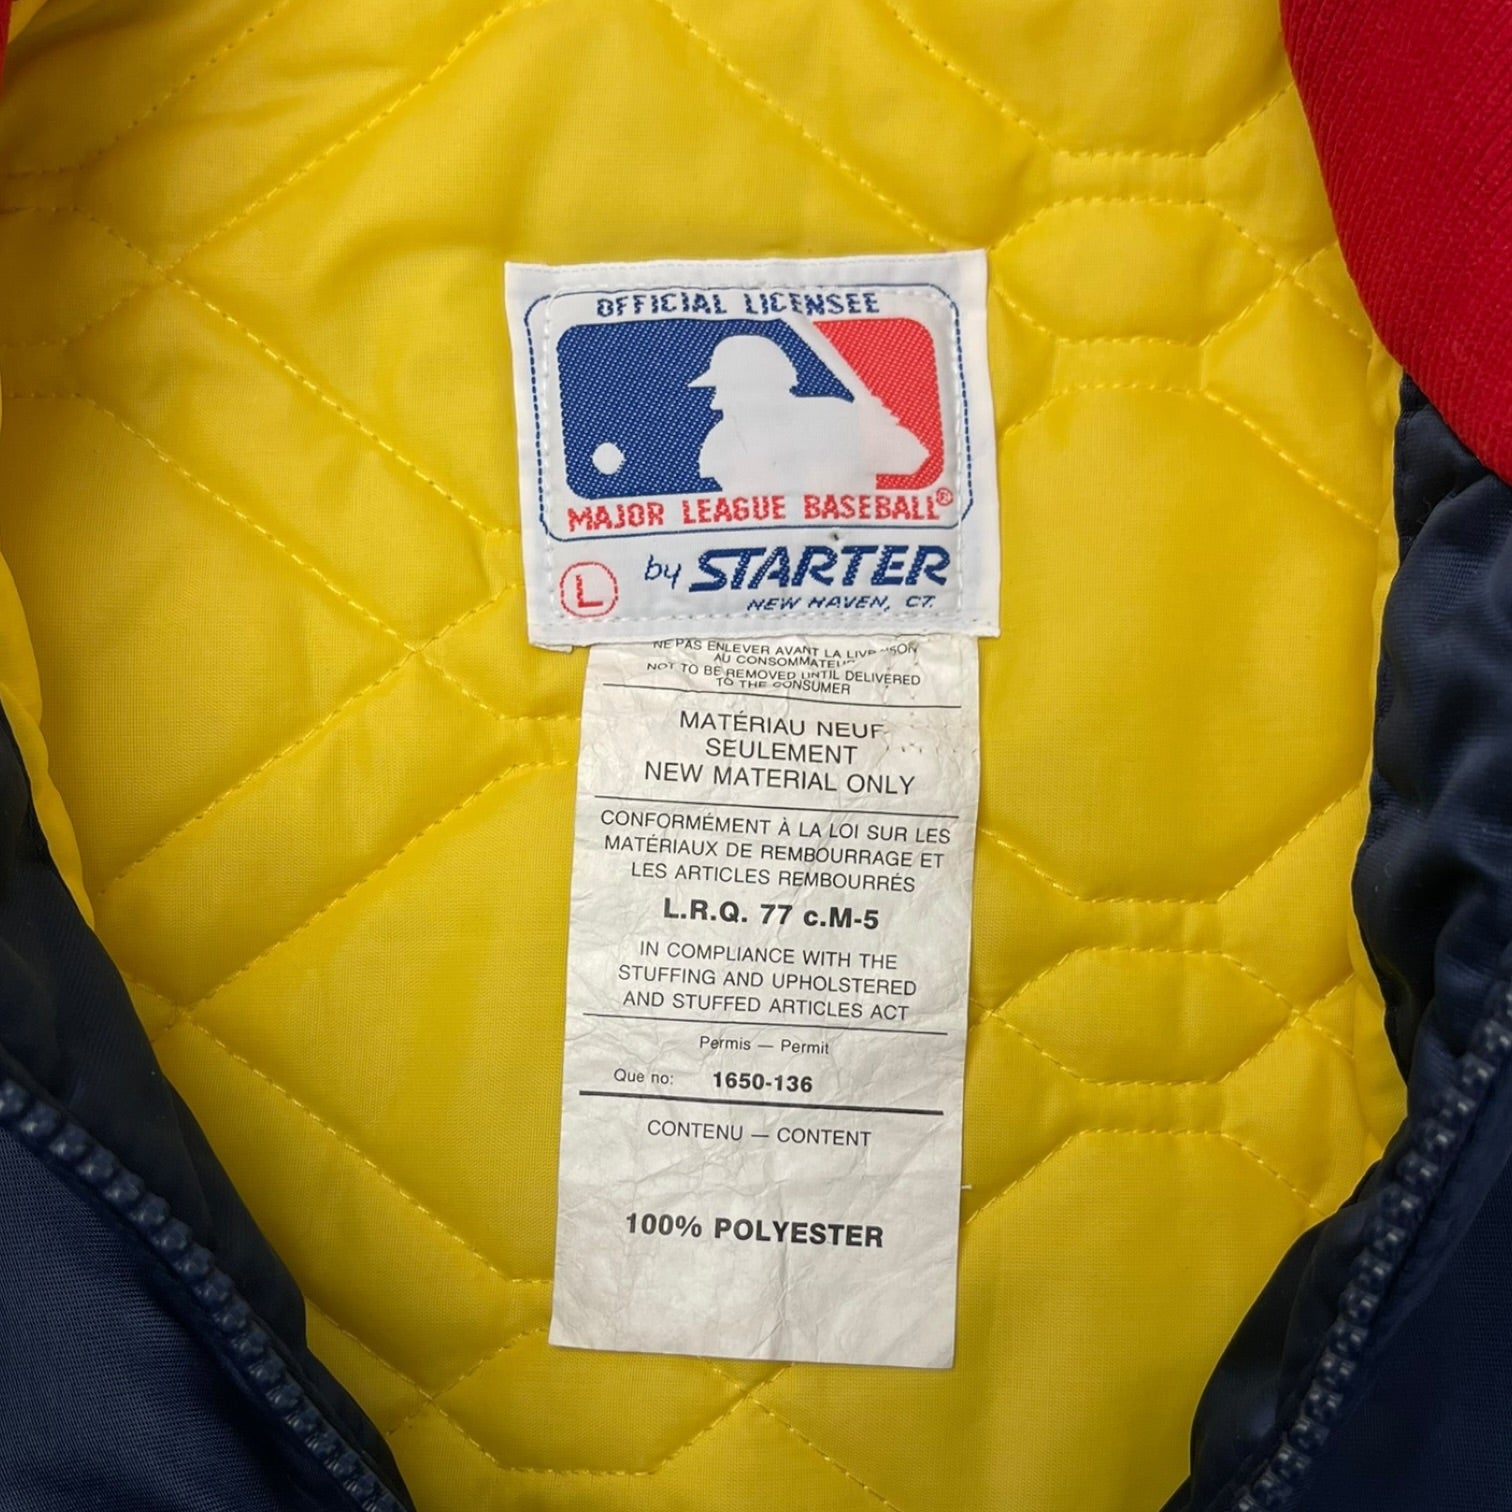 OFFICIAL LICENSEE
MAJOR LEAGUE BASEBALL®
by STARTER
L
NEW HAVEN, CT.
NE PAS ENLEVER AVANT LA LIVRAISON
AU CONSOMMATEUR
NOT TO BE REMOVED UNTIL DELIVERED
TO THE CONSUMER
MATÉRIAU NEUF
SEULEMENT
NEW MATERIAL ONLY
CONFORMÉMENT À LA LOI SUR LES
MATÉRIAUX DE REMBOURRAGE ET
LES ARTICLES REMBOURRÉS
L.R.Q. 77 c.M-5
IN COMPLIANCE WITH THE
STUFFING AND UPHOLSTERED
AND STUFFED ARTICLES ACT
Permis — Permit
Que no: 1650-136
CONTENU — CONTENT
100% POLYESTER